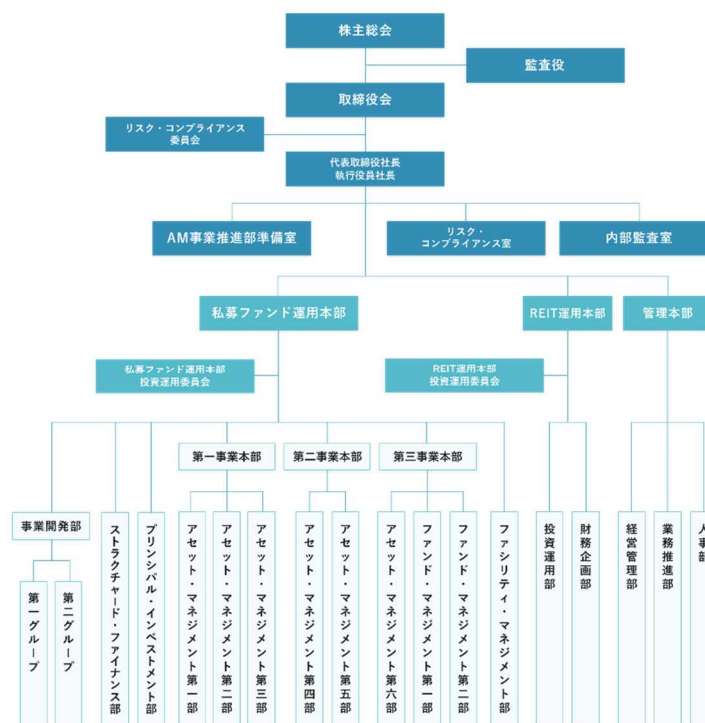 株主総会
監査役
取締役会
リスク・コンプライアンス
委員会
代表取締役社長
執行役員社長
AM事業推進部準備室
リスク・
コンプライアンス室
内部監査室
私募ファンド運用本部
REIT運用本部
管理本部
私募ファンド運用本部
投資運用委員会
REIT運用本部
投資運用委員会
第一事業本部
第二事業本部
第三事業本部
事業開発部
第一グループ
第二グループ
ストラクチャード・ファイナンス部
プリンシパル・インベストメント部
アセット・マネジメント第一部
アセット・マネジメント第二部
アセット・マネジメント第三部
アセット・マネジメント第四部
アセット・マネジメント第五部
アセット・マネジメント第六部
ファンド・マネジメント第一部
ファンド・マネジメント第二部
ファシリティ・マネジメント部
投資運用部
財務企画部
経営管理部
業務推進部
人事部